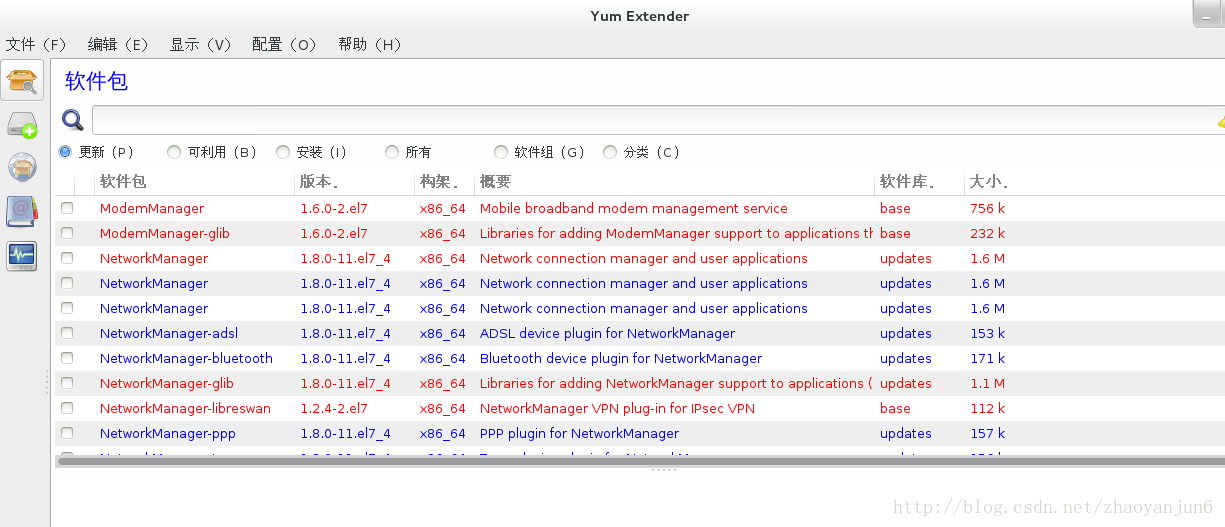 Yum Extender
文件（F） 编辑（E） 显示（V） 配置（O） 帮助（H）
软件包
更新（P） 可利用（B） 安装（I） 所有 软件组（G） 分类（C）
软件包 版本. 构架. 概要 软件库. 大小.
ModemManager 1.6.0-2.el7 x86_64 Mobile broadband modem management service base 756 k
ModemManager-glib 1.6.0-2.el7 x86_64 Libraries for adding ModemManager support to applications th base 232 k
NetworkManager 1.8.0-11.el7_4 x86_64 Network connection manager and user applications updates 1.6 M
NetworkManager 1.8.0-11.el7_4 x86_64 Network connection manager and user applications updates 1.6 M
NetworkManager 1.8.0-11.el7_4 x86_64 Network connection manager and user applications updates 1.6 M
NetworkManager-adsl 1.8.0-11.el7_4 x86_64 ADSL device plugin for NetworkManager updates 153 k
NetworkManager-bluetooth 1.8.0-11.el7_4 x86_64 Bluetooth device plugin for NetworkManager updates 171 k
NetworkManager-glib 1.8.0-11.el7_4 x86_64 Libraries for adding NetworkManager support to applications ( updates 1.1 M
NetworkManager-libreswan 1.2.4-2.el7 x86_64 NetworkManager VPN plug-in for IPsec VPN base 112 k
NetworkManager-ppp 1.8.0-11.el7_4 x86_64 PPP plugin for NetworkManager updates 157 k
http://blog.csdn.net/zhaoyanjun6